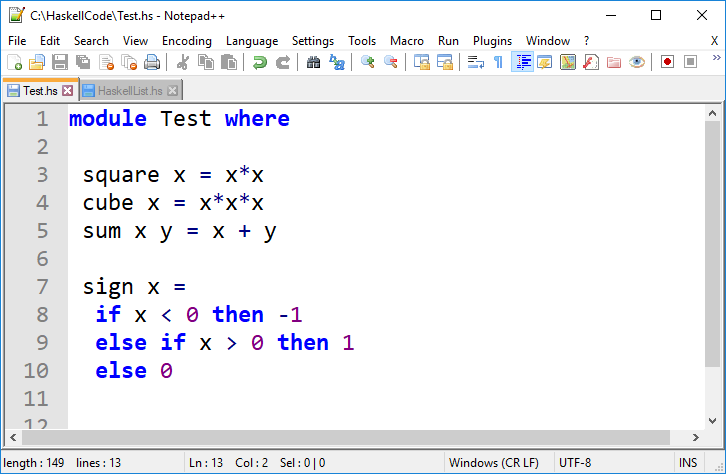 C:\HaskellCode\Test.hs - Notepad++
File Edit Search View Encoding Language Settings Tools Macro Run Plugins Window ? X
Test.hs HaskellList.hs
1 module Test where
2
3 square x = x*x
4 cube x = x*x*x
5 sum x y = x + y
6
7 sign x =
8 if x < 0 then -1
9 else if x > 0 then 1
10 else 0
11
12
length : 149 lines : 13 Ln : 13 Col : 2 Sel : 0 | 0 Windows (CR LF) UTF-8 INS